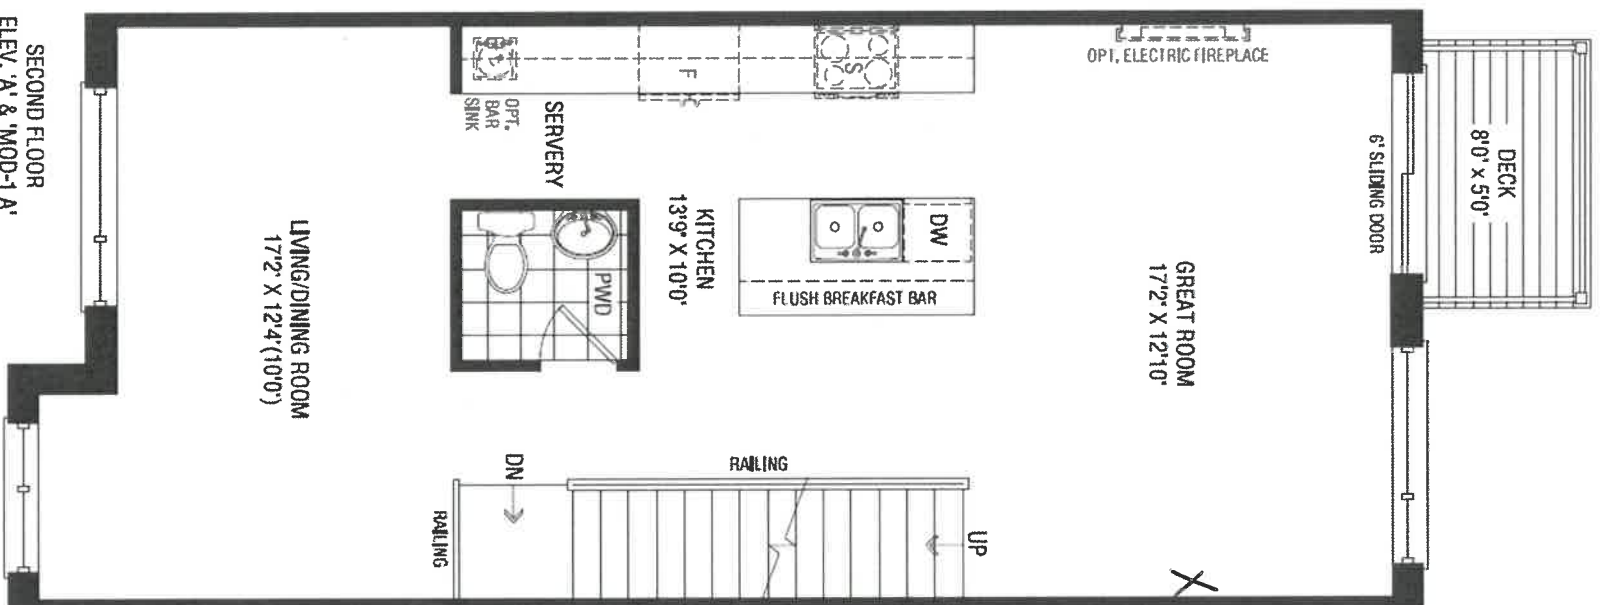 DECK
8'0" x 5'0"
6' SLIDING DOOR
OPT. ELECTRIC FIREPLACE
GREAT ROOM
17'2" X 12'10"
S
F
DW
FLUSH BREAKFAST BAR
KITCHEN
13'9" X 10'0"
SERVERY
OPT.
BAR
SINK
PWD
RAILING
UP
DN
RAILING
LIVING/DINING ROOM
17'2" X 12'4"(10'0")
SECOND FLOOR
ELEV. 'A' & 'MOD-1 A'
X